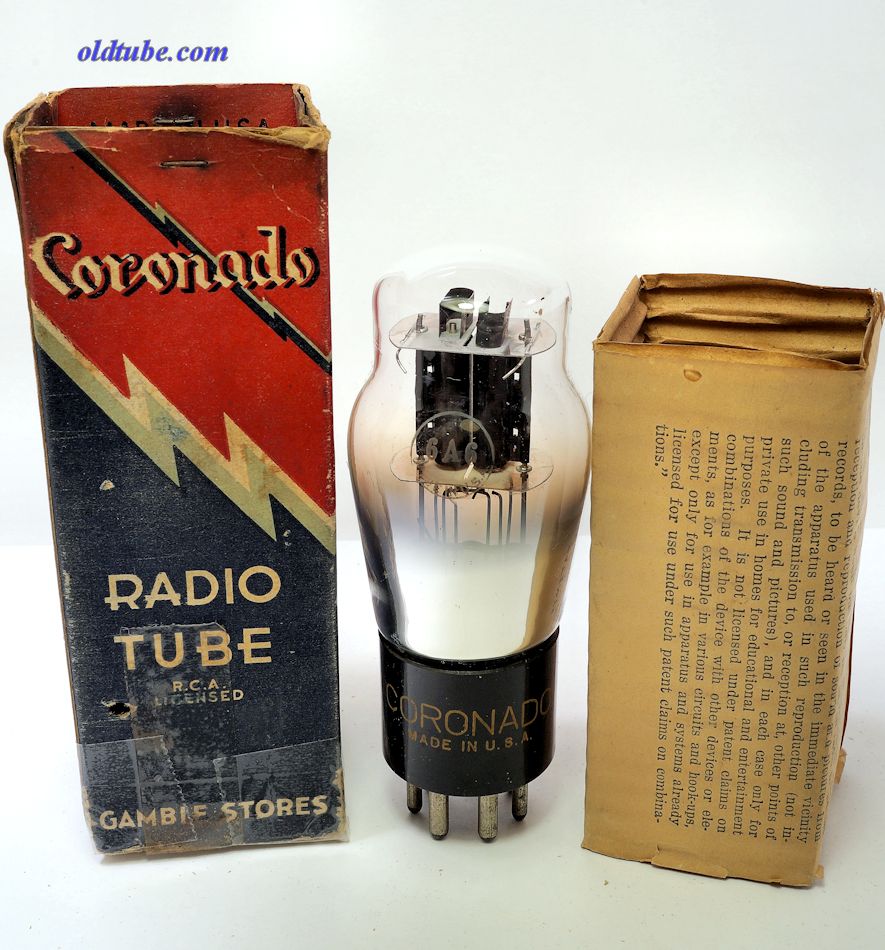 oldtube.com
Coronado
RADIO
TUBE
R.C.A.
LICENSED
GAMBLE STORES
6A6
CORONADO
MADE IN U.S.A.
records, to be heard or seen in the immediate vicinity
of the apparatus used in such reproduction (not in-
cluding transmission to, or reception at, other points of
such sound and pictures), and in each case only for
private use in homes for educational and entertainment
purposes. It is not licensed under patent claims on
combinations of the device with other devices or ele-
ments, as for example in various circuits and hook-ups,
except only for use in apparatus and systems already
licensed for use under such patent claims on combina-
tions."